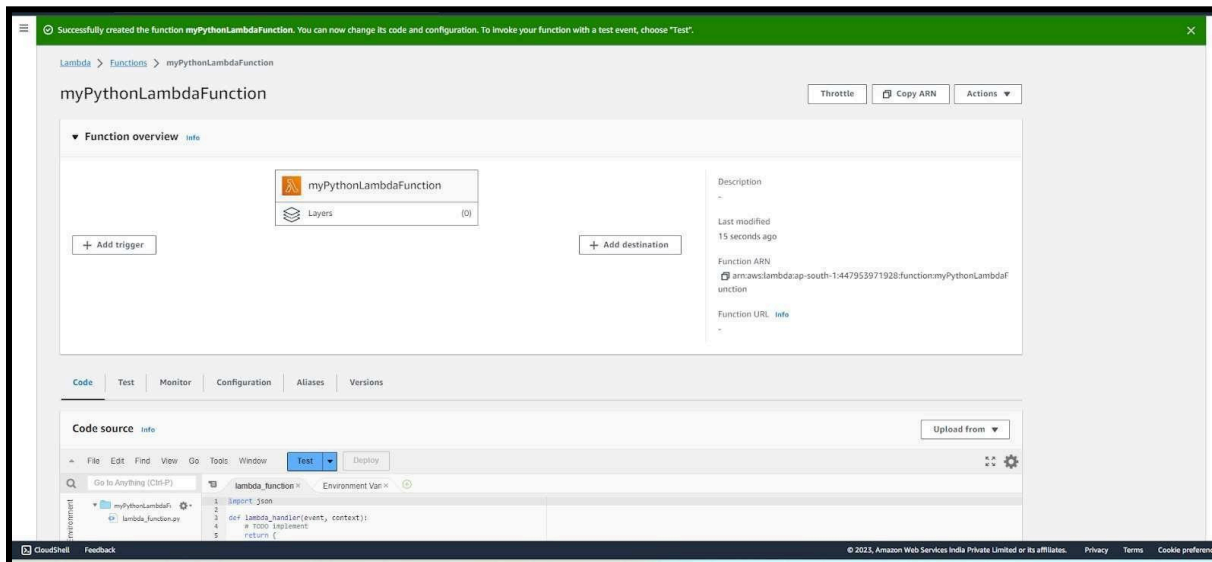 Successfully created the function myPythonLambdaFunction. You can now change its code and configuration. To invoke your function with a test event, choose "Test".
Lambda > Functions > myPythonLambdaFunction
myPythonLambdaFunction
Throttle Copy ARN Actions
Function overview Info
myPythonLambdaFunction
Layers (0)
+ Add trigger
+ Add destination
Description
-
Last modified
15 seconds ago
Function ARN
arn:aws:lambda:ap-south-1:447953971928:function:myPythonLambdaF
unction
Function URL Info
-
Code Test Monitor Configuration Aliases Versions
Code source Info
Upload from
File Edit Find View Go Tools Window Test Deploy
Go to Anything (Ctrl-P) lambda_function × Environment Var ×
Environment
myPythonLambdaF
lambda_function.py
1 import json
2
3 def lambda_handler(event, context):
4 # TODO implement
5 return {
CloudShell Feedback © 2023, Amazon Web Services India Private Limited or its affiliates. Privacy Terms Cookie preferenc